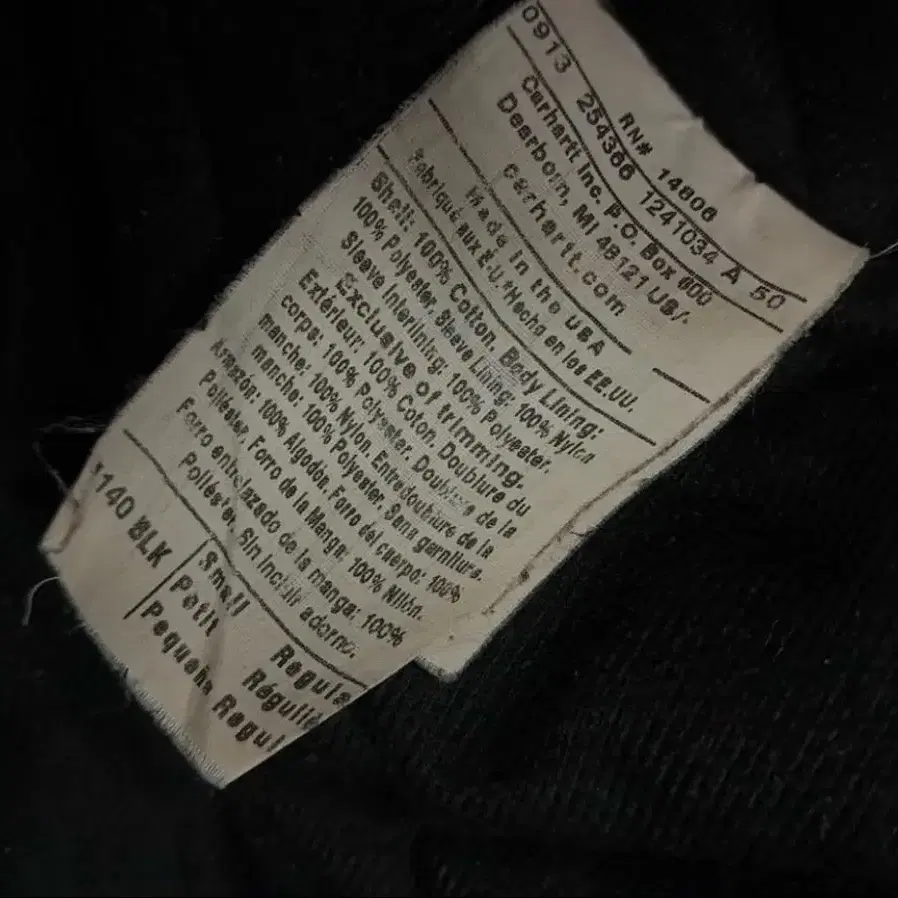 RN# 14806
0913 254366 1241034 A 50
Carhartt Inc. P.O. Box 600
Dearborn, MI 48121 USA
carhartt.com
Made in the USA
Fabriqué aux E-U.*Hecho en los EE.UU.
Shell: 100% Cotton. Body Lining:
100% Polyester. Sleeve Lining: 100% Nylon
Sleeve Interlining: 100% Polyester.
Exclusive of trimming.
Extérieur: 100% Coton. Doublure du
corps: 100% Polyester. Doublure de la
manche: 100% Nylon. Entredoublure de la
manche: 100% Polyester. Sans garniture.
Armazón: 100% Algodón. Forro del cuerpo: 100%
Poliéster. Forro de la Manga: 100% Nilón.
Forro entrelazado de la manga: 100%
Poliéster. Sin incluir adorno.
J140 BLK
Small Regula
Petit Régulie
Pequeña Regul